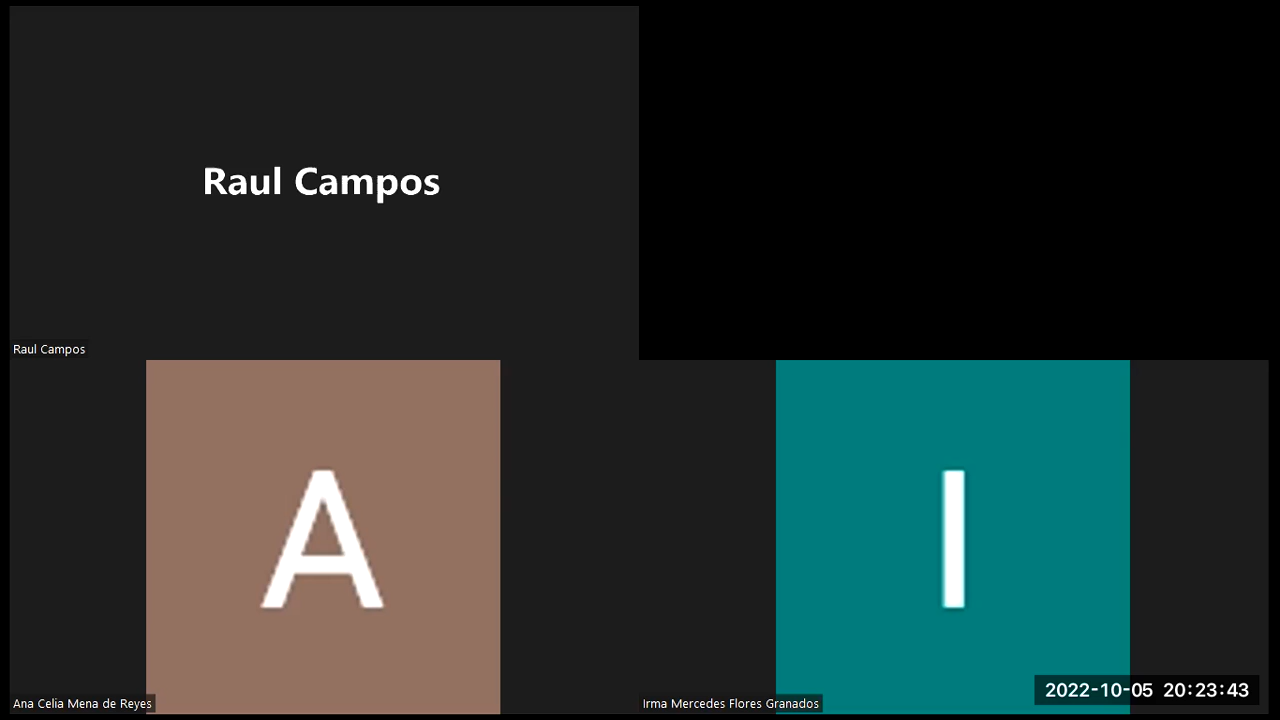 Raul Campos
Raul Campos
A
I
Ana Celia Mena de Reyes
Irma Mercedes Flores Granados
2022-10-05 20:23:43